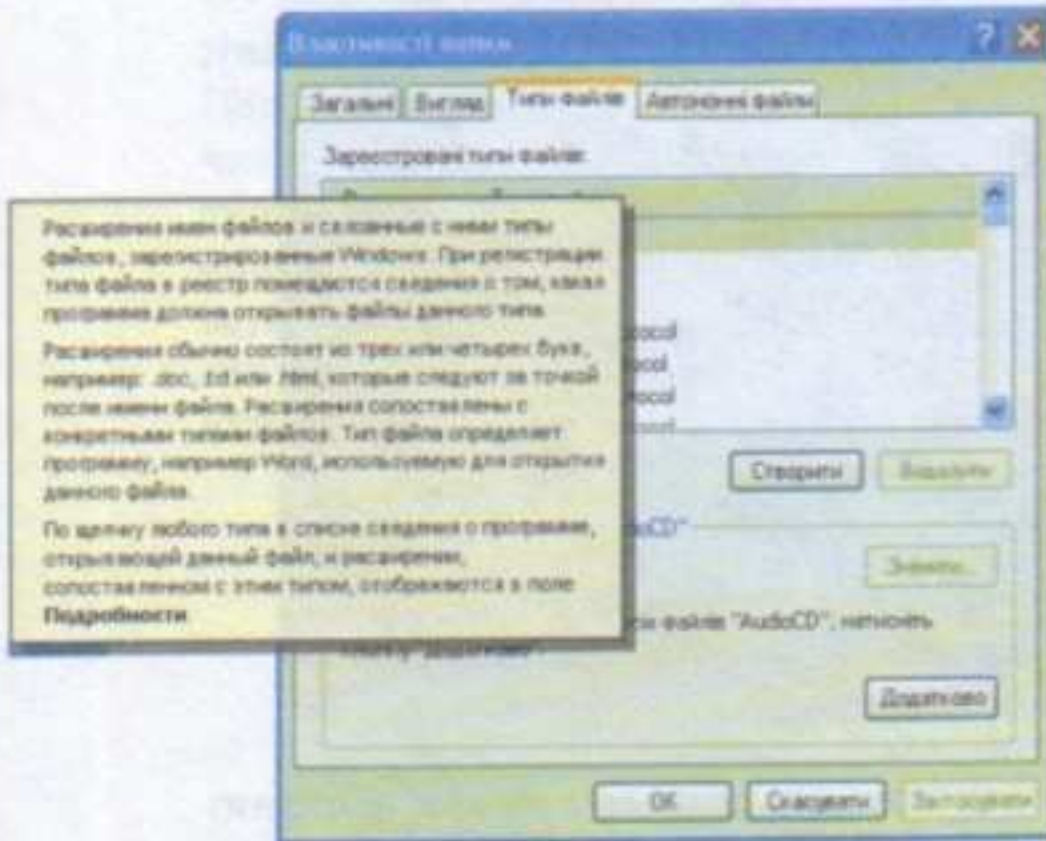 Властивості папки
Загальні Вигляд Типи файлів Автономні файли
Зареєстровані типи файлів:
Расширения имен файлов и связанные с ними типы
файлов, зарегистрированные Windows. При регистрации
типа файла в реестр помещаются сведения о том, какая
программа должна открывать файлы данного типа.
Расширения обычно состоят из трех или четырех букв,
например: .doc, .txt или .html, которые следуют за точкой
после имени файла. Расширения сопоставлены с
конкретными типами файлов. Тип файла определяет
программу, например Word, используемую для открытия
данного файла.
По щелчку любого типа в списке сведения о программе,
открывающей данный файл, и расширении,
сопоставленном с этим типом, отображаются в поле
Подробности
ocol
ocol
ocol
Створити Видалити
oCD"
Змінити...
файлів "AudioCD", натисніть
Додатково
OK Скасувати Застосувати